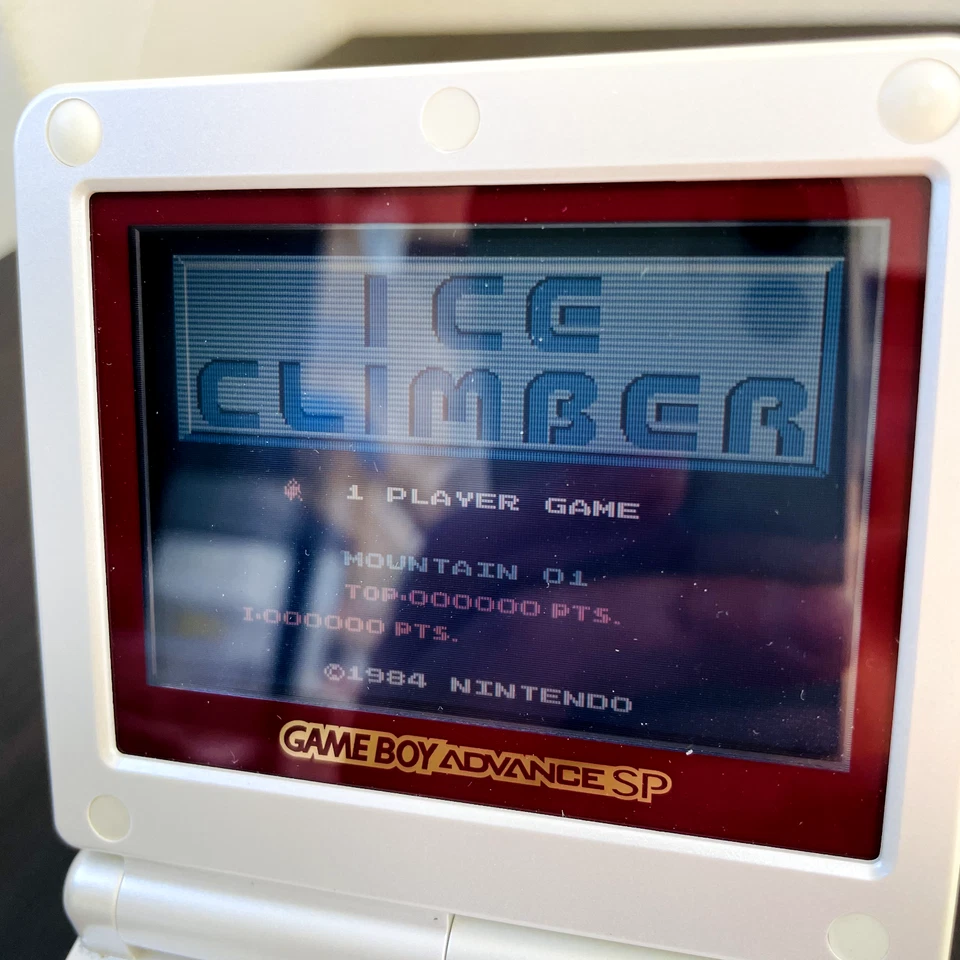 ICE
CLIMBER
1 PLAYER GAME
MOUNTAIN 01
TOP·000000 PTS.
I·000000 PTS.
©1984 NINTENDO
GAME BOY ADVANCE SP